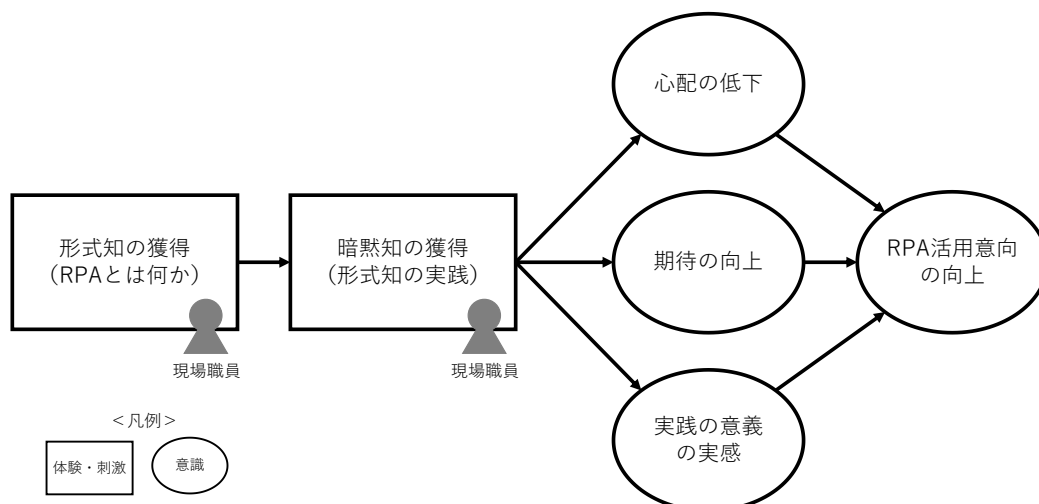 心配の低下
形式知の獲得
(RPAとは何か)
現場職員
暗黙知の獲得
(形式知の実践)
現場職員
期待の向上
RPA活用意向
の向上
実践の意義
の実感
<凡例>
体験・刺激
意識